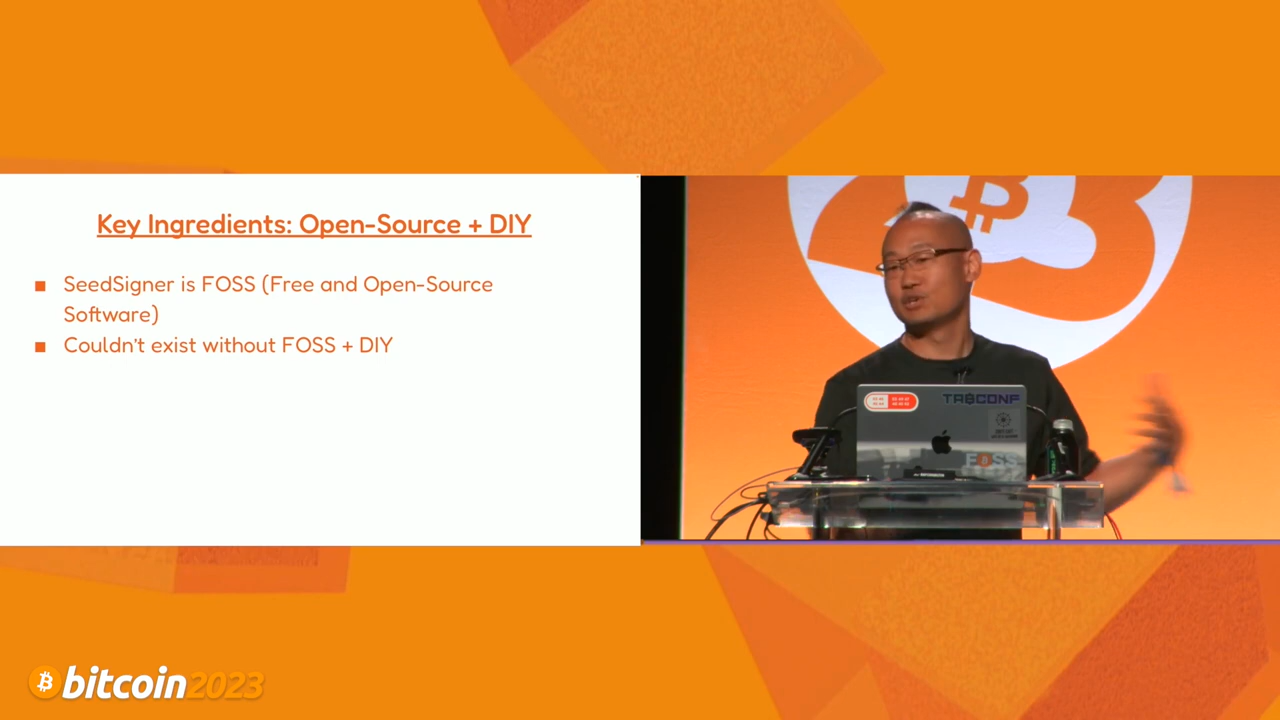 Key Ingredients: Open-Source + DIY
■ SeedSigner is FOSS (Free and Open-Source
Software)
■ Couldn't exist without FOSS + DIY
TABCONF
FOSS
bitcoin2023